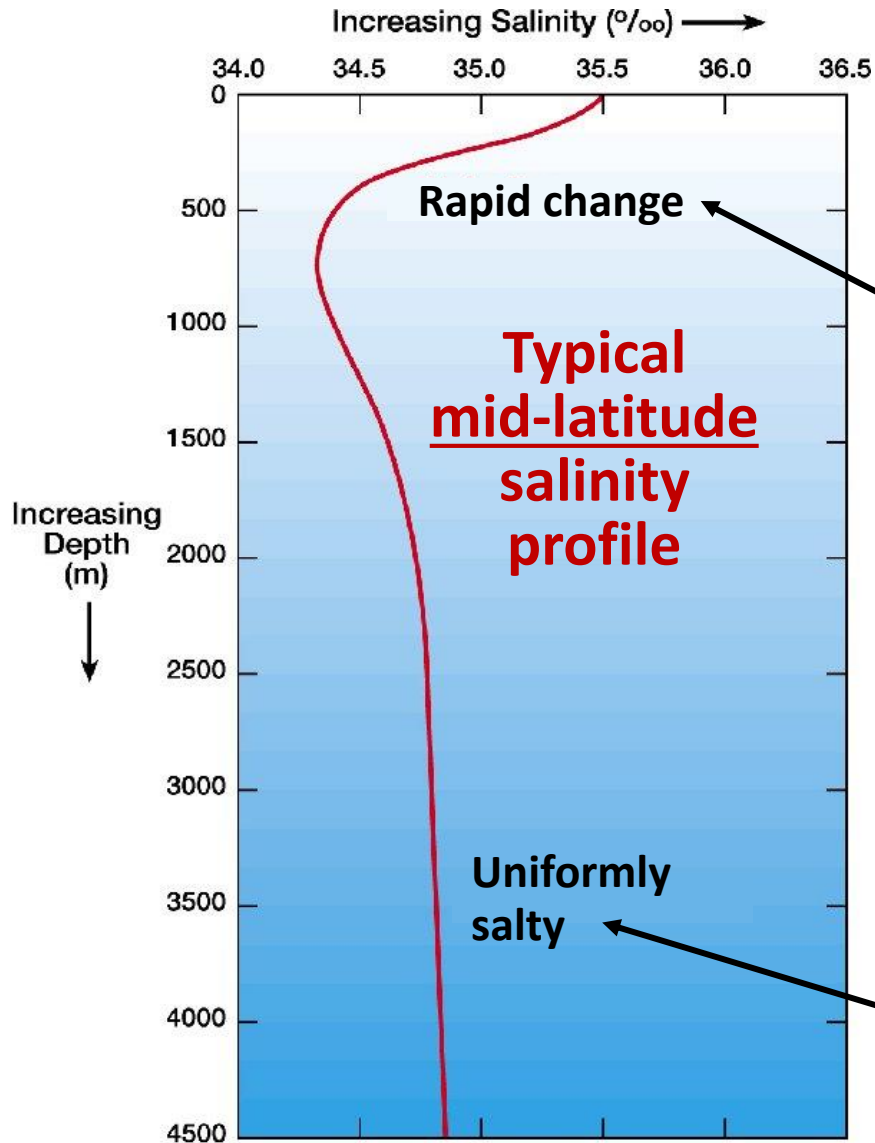 Increasing Salinity (º/oo)
34.0 34.5 35.0 35.5 36.0 36.5
0
500
Rapid change
1000
Typical
mid-latitude
salinity
profile
1500
Increasing
Depth
(m)
2000
2500
3000
Uniformly
salty
3500
4000
4500